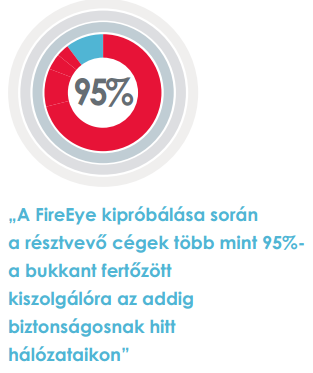 95%
„A FireEye kipróbálása során
a résztvevő cégek több mint 95%-
a bukkant fertőzött
kiszolgálóra az addig
biztonságosnak hitt
hálózataikon”